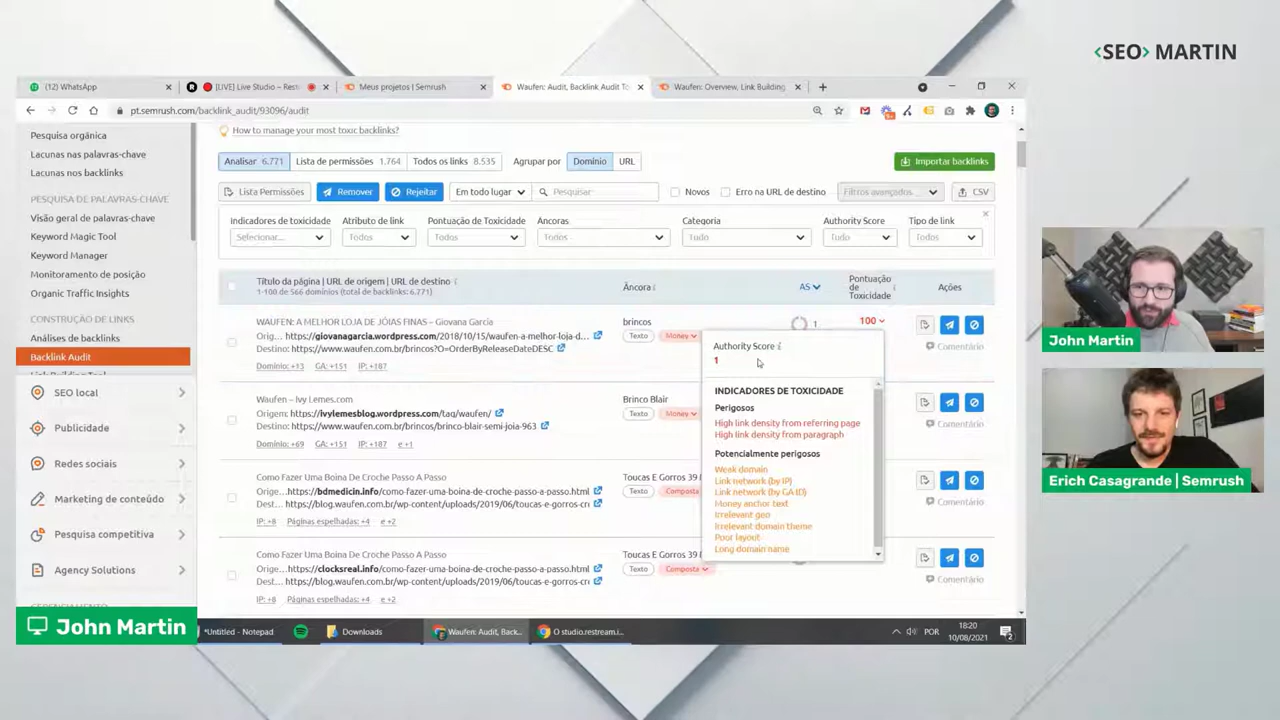 <SEO> MARTIN
(12) WhatsApp
[LIVE] Live Studio – Rest
Meus projetos | Semrush
Waufen: Audit, Backlink Audit To
Waufen: Overview, Link Building
pt.semrush.com/backlink_audit/93096/audit
Pesquisa orgânica
Lacunas nas palavras-chave
Lacunas nos backlinks
PESQUISA DE PALAVRAS-CHAVE
Visão geral de palavras-chave
Keyword Magic Tool
Keyword Manager
Monitoramento de posição
Organic Traffic Insights
CONSTRUÇÃO DE LINKS
Análises de backlinks
Backlink Audit
Link Building Tool
SEO local
Publicidade
Redes sociais
Marketing de conteúdo
Pesquisa competitiva
Agency Solutions
GERENCIAMENTO
How to manage your most toxic backlinks?
Analisar 6.771 Lista de permissões 1.764 Todos os links 8.535 Agrupar por Domínio URL
Importar backlinks
Lista Permissões Remover Rejeitar Em todo lugar Pesquisar Novos Erro na URL de destino Filtros avançados... CSV
Indicadores de toxicidade Atributo de link Pontuação de Toxicidade Âncoras Categoria Authority Score Tipo de link
Selecionar... Todos Todos Todos Tudo Tudo Todos
Título da página | URL de origem | URL de destino
1-100 de 566 domínios (total de backlinks: 6.771)
Âncora
AS
Pontuação de Toxicidade
Ações
WAUFEN: A MELHOR LOJA DE JÓIAS FINAS – Giovana Garcia
Orig... https://giovanagarcia.wordpress.com/2018/10/15/waufen-a-melhor-loja-d...
Destino: https://www.waufen.com.br/brincos?O=OrderByReleaseDateDESC
Domínio: +13 GA: +151 IP: +187
brincos
Texto Money
1
100
Comentário
Waufen – Ivy Lemes.com
Origem: https://ivylemesblog.wordpress.com/tag/waufen/
Destino: https://www.waufen.com.br/brinco-blair-semi-joia-963
Domínio: +69 GA: +151 IP: +187 e +1
Brinco Blair
Texto Money
Comentário
Como Fazer Uma Boina De Croche Passo A Passo
Orige... https://bdmedicin.info/como-fazer-uma-boina-de-croche-passo-a-passo.html
Dest... https://blog.waufen.com.br/wp-content/uploads/2019/06/toucas-e-gorros-cro
IP: +8 Páginas espelhadas: +4 e +2
Toucas E Gorros 39
Texto Composta
Comentário
Como Fazer Uma Boina De Croche Passo A Passo
Orige... https://clocksreal.info/como-fazer-uma-boina-de-croche-passo-a-passo.html
Dest... https://blog.waufen.com.br/wp-content/uploads/2019/06/toucas-e-gorros-cro
IP: +8 Páginas espelhadas: +4 e +2
Toucas E Gorros 39
Texto Composta
Comentário
Authority Score
1
INDICADORES DE TOXICIDADE
Perigosos
High link density from referring page
High link density from paragraph
Potencialmente perigosos
Weak domain
Link network (by IP)
Link network (by GA ID)
Money anchor text
Irrelevant geo
Irrelevant domain theme
Poor layout
Long domain name
John Martin
Erich Casagrande | Semrush
John Martin
*Untitled - Notepad
Downloads
Waufen: Audit, Back...
O studio.restream.i...
POR
18:20
10/08/2021
2